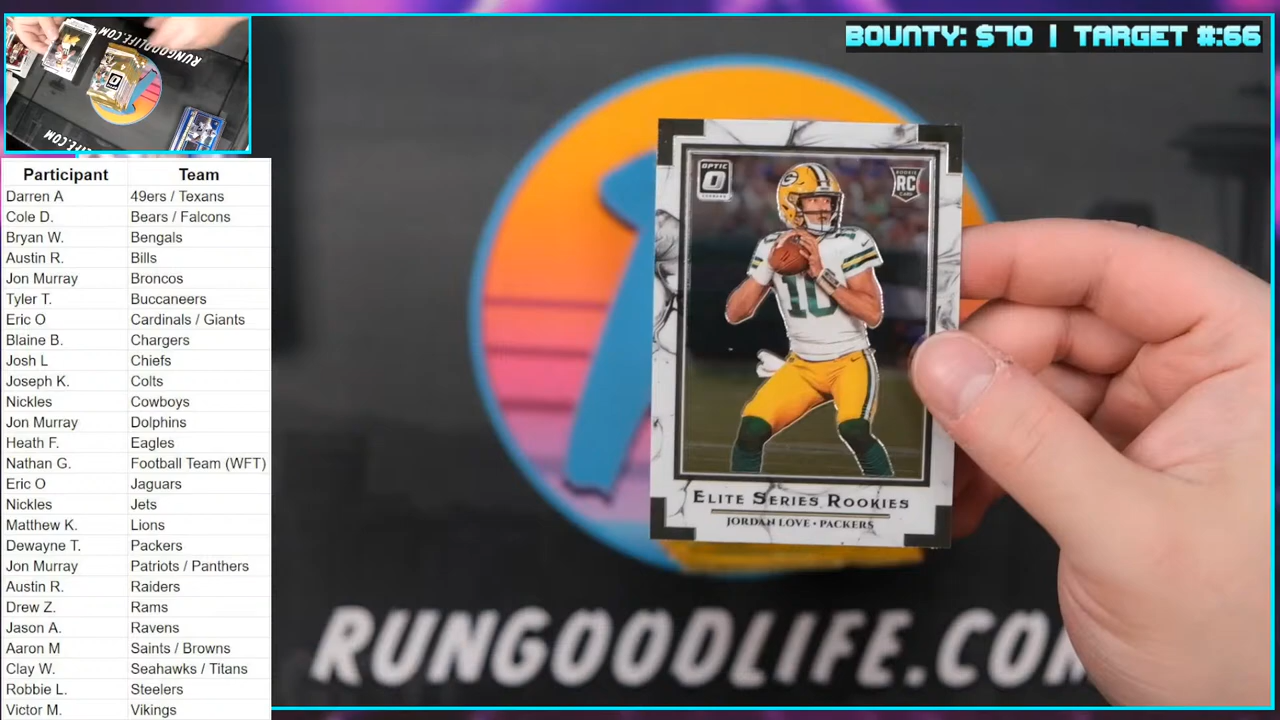 BOUNTY: $70 | TARGET #:66
RUNGOODLIFE.COM
LIFE.COM
Participant Team
Darren A 49ers / Texans
Cole D. Bears / Falcons
Bryan W. Bengals
Austin R. Bills
Jon Murray Broncos
Tyler T. Buccaneers
Eric O Cardinals / Giants
Blaine B. Chargers
Josh L Chiefs
Joseph K. Colts
Nickles Cowboys
Jon Murray Dolphins
Heath F. Eagles
Nathan G. Football Team (WFT)
Eric O Jaguars
Nickles Jets
Matthew K. Lions
Dewayne T. Packers
Jon Murray Patriots / Panthers
Austin R. Raiders
Drew Z. Rams
Jason A. Ravens
Aaron M Saints / Browns
Clay W. Seahawks / Titans
Robbie L. Steelers
Victor M. Vikings
OPTIC
ROOKIE
RC
CARD
G
10
ELITE SERIES ROOKIES
JORDAN LOVE • PACKERS
RUNGOODLIFE.COM